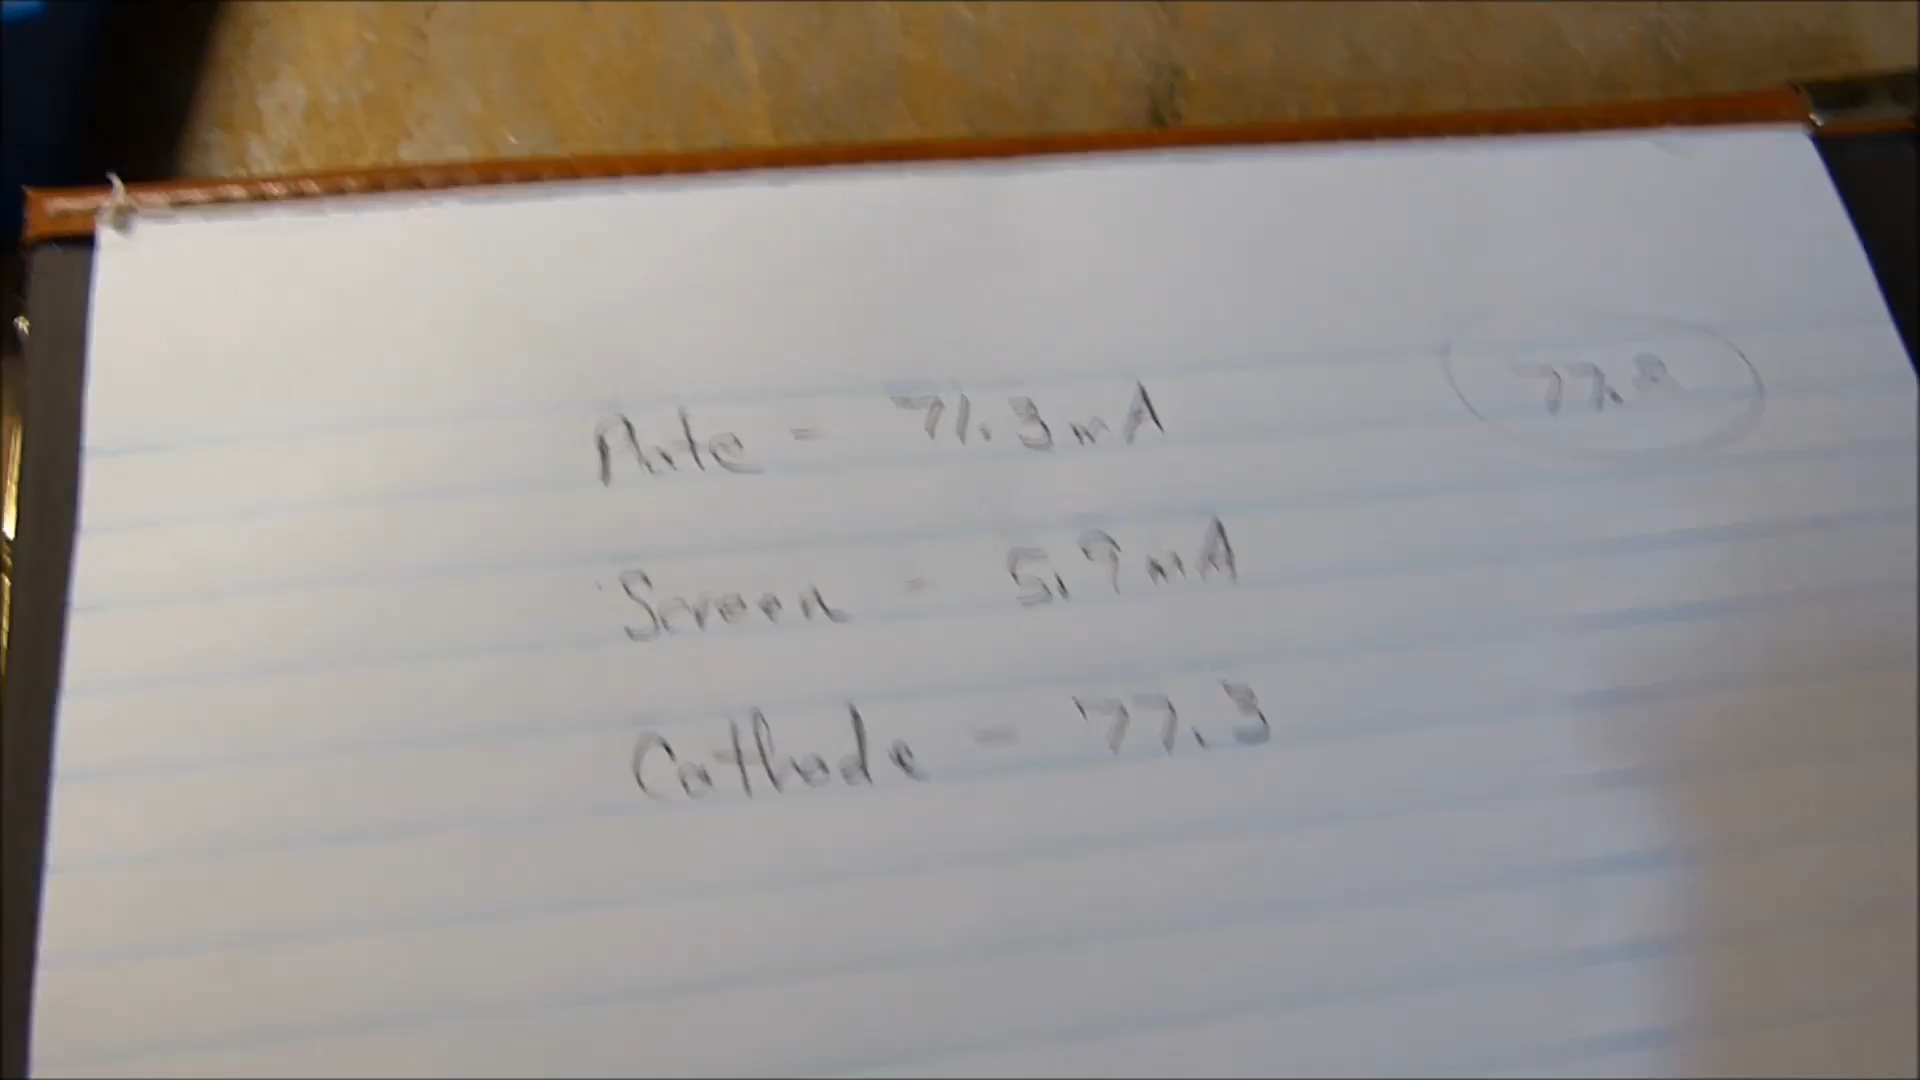 Plate = 71.3 mA
Screen = 5.9 mA
Cathode = 77.3